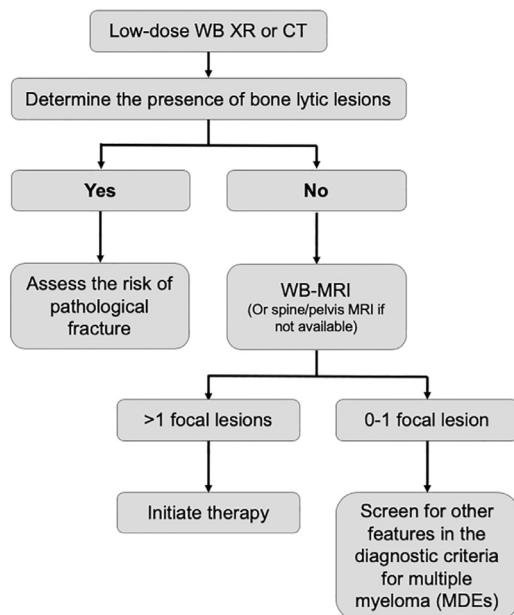 Low-dose WB XR or CT
Determine the presence of bone lytic lesions
Yes
No
Assess the risk of
pathological
fracture
WB-MRI
(Or spine/pelvis MRI if
not available)
>1 focal lesions
0-1 focal lesion
Initiate therapy
Screen for other
features in the
diagnostic criteria
for multiple
myeloma (MDEs)